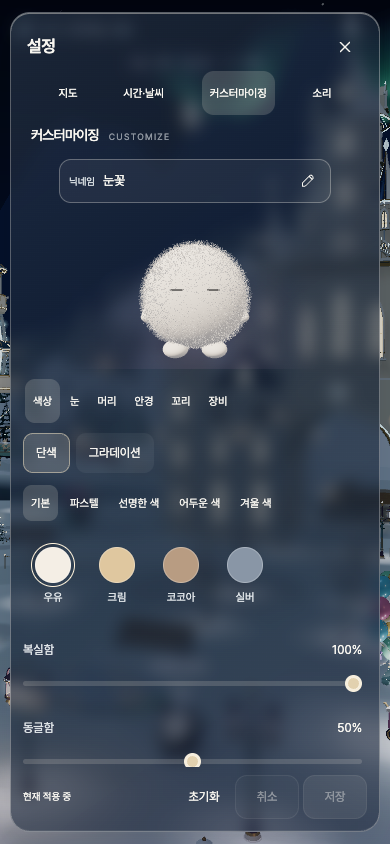 설정
지도 시간·날씨 커스터마이징 소리
커스터마이징 CUSTOMIZE
닉네임 눈꽃
색상 눈 머리 안경 꼬리 장비
단색 그라데이션
기본 파스텔 선명한 색 어두운 색 겨울 색
우유 크림 코코아 실버
복실함 100%
동글함 50%
현재 적용 중 초기화 취소 저장